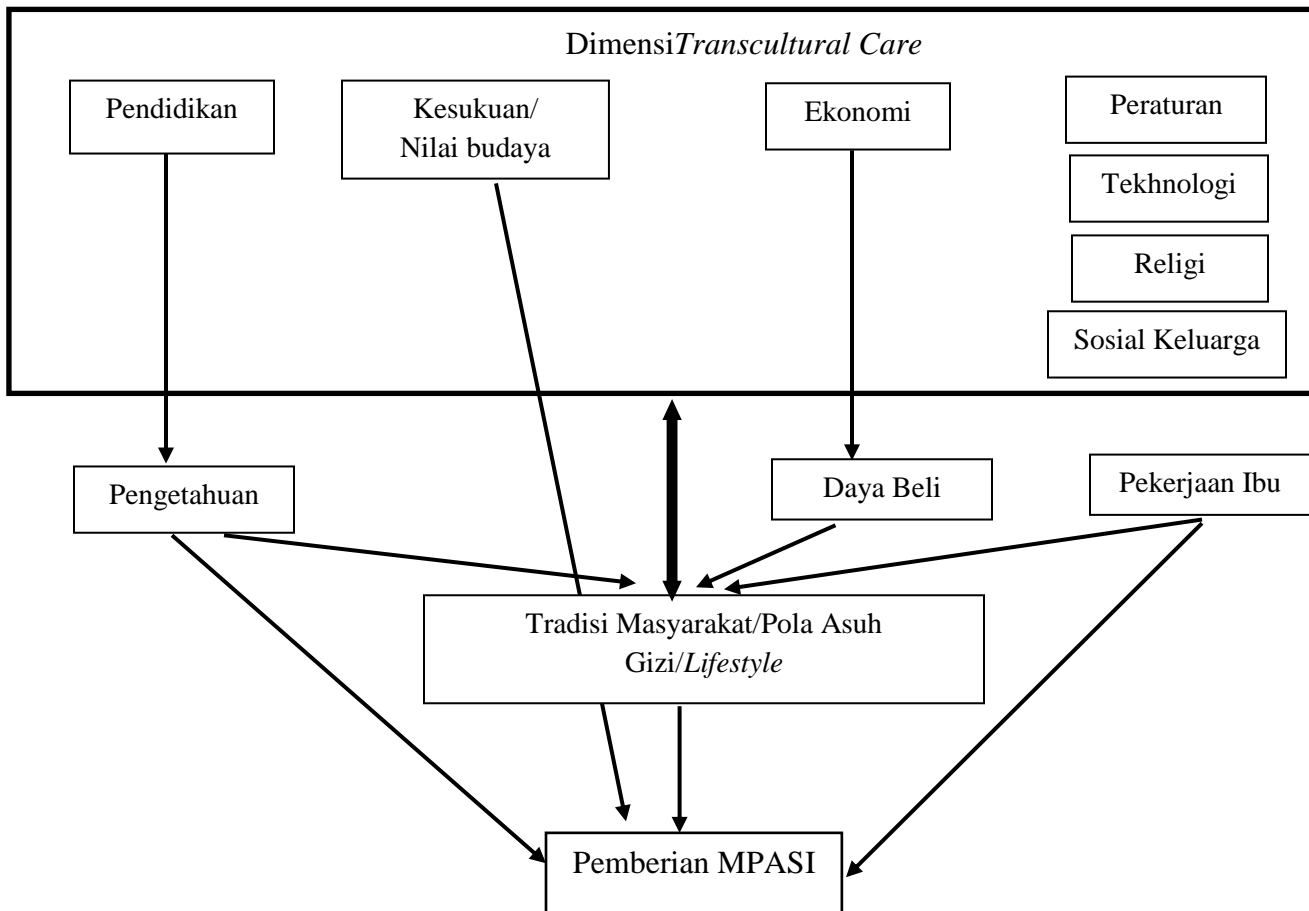 DimensiTranscultural Care
Pendidikan
Kesukuan/
Nilai budaya
Ekonomi
Peraturan
Tekhnologi
Religi
Sosial Keluarga
Pengetahuan
Daya Beli
Pekerjaan Ibu
Tradisi Masyarakat/Pola Asuh
Gizi/Lifestyle
Pemberian MPASI